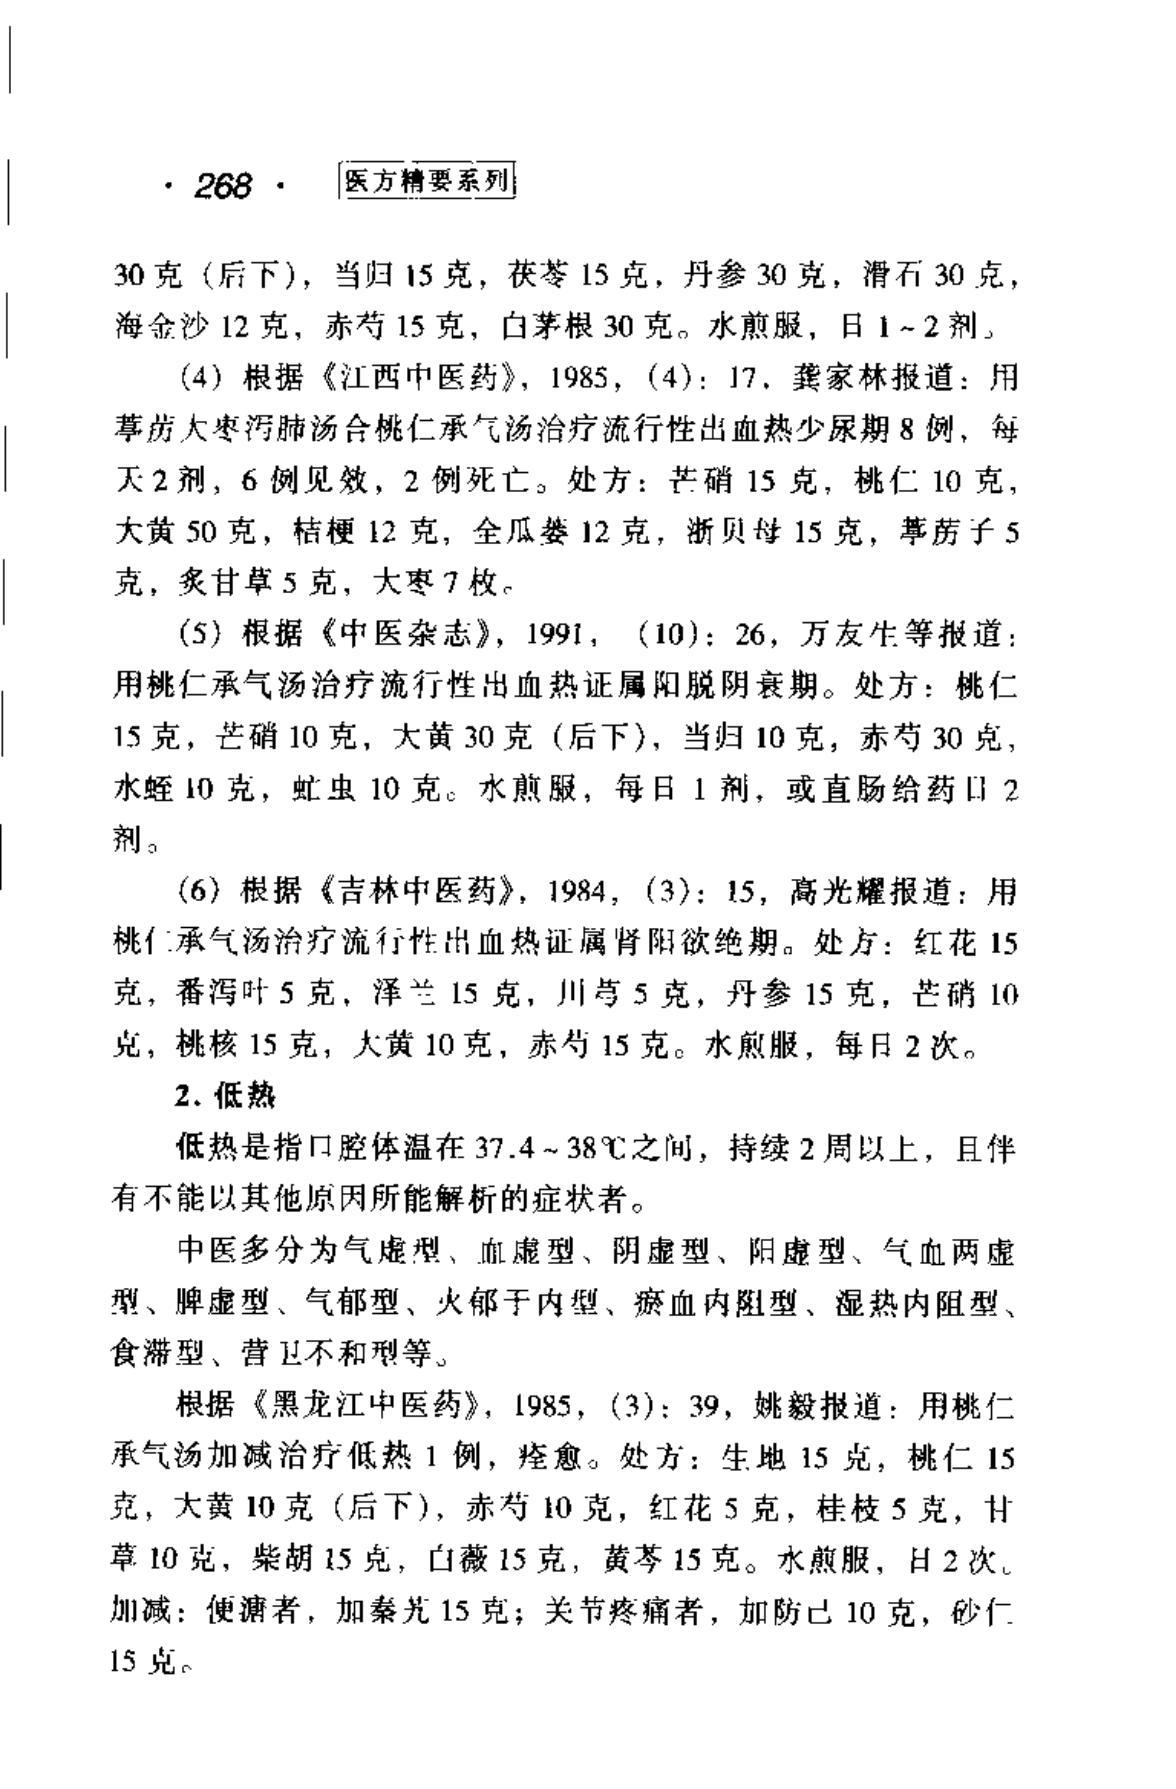 · 268 · 医方精要系列
30 克（后下），当归 15 克，茯苓 15 克，丹参 30 克，滑石 30 克，
海金沙 12 克，赤芍 15 克，白茅根 30 克。水煎服，日 1～2 剂。
（4）根据《江西中医药》，1985，（4）：17，龚家林报道：用
葶苈大枣泻肺汤合桃仁承气汤治疗流行性出血热少尿期 8 例，每
天 2 剂，6 例见效，2 例死亡。处方：芒硝 15 克，桃仁 10 克，
大黄 50 克，桔梗 12 克，全瓜蒌 12 克，浙贝母 15 克，葶苈子 5
克，炙甘草 5 克，大枣 7 枚。
（5）根据《中医杂志》，1991，（10）：26，万友生等报道：
用桃仁承气汤治疗流行性出血热证属阳脱阴衰期。处方：桃仁
15 克，芒硝 10 克，大黄 30 克（后下），当归 10 克，赤芍 30 克，
水蛭 10 克，虻虫 10 克。水煎服，每日 1 剂，或直肠给药日 2
剂。
（6）根据《吉林中医药》，1984，（3）：15，高光耀报道：用
桃仁承气汤治疗流行性出血热证属肾阳欲绝期。处方：红花 15
克，番泻叶 5 克，泽兰 15 克，川芎 5 克，丹参 15 克，芒硝 10
克，桃核 15 克，大黄 10 克，赤芍 15 克。水煎服，每日 2 次。
2. 低热
低热是指口腔体温在 37.4～38℃之间，持续 2 周以上，且伴
有不能以其他原因所能解析的症状者。
中医多分为气虚型、血虚型、阴虚型、阳虚型、气血两虚
型、脾虚型、气郁型、火郁于内型、瘀血内阻型、湿热内阻型、
食滞型、营卫不和型等。
根据《黑龙江中医药》，1985，（3）：39，姚毅报道：用桃仁
承气汤加减治疗低热 1 例，痊愈。处方：生地 15 克，桃仁 15
克，大黄 10 克（后下），赤芍 10 克，红花 5 克，桂枝 5 克，甘
草 10 克，柴胡 15 克，白薇 15 克，黄芩 15 克。水煎服，日 2 次。
加减：便溏者，加秦艽 15 克；关节疼痛者，加防己 10 克，砂仁
15 克。